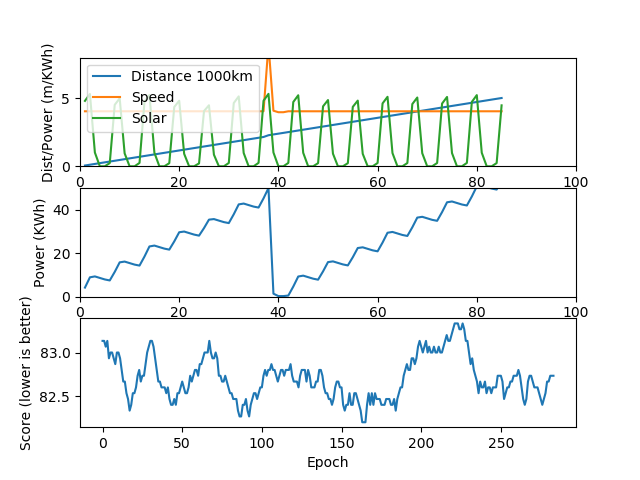 Dist/Power (m/KWh)
5
0
Distance 1000km
Speed
Solar
0 20 40 60 80 100
Power (KWh)
40
20
0
0 20 40 60 80 100
Score (lower is better)
83.0
82.5
0 50 100 150 200 250
Epoch